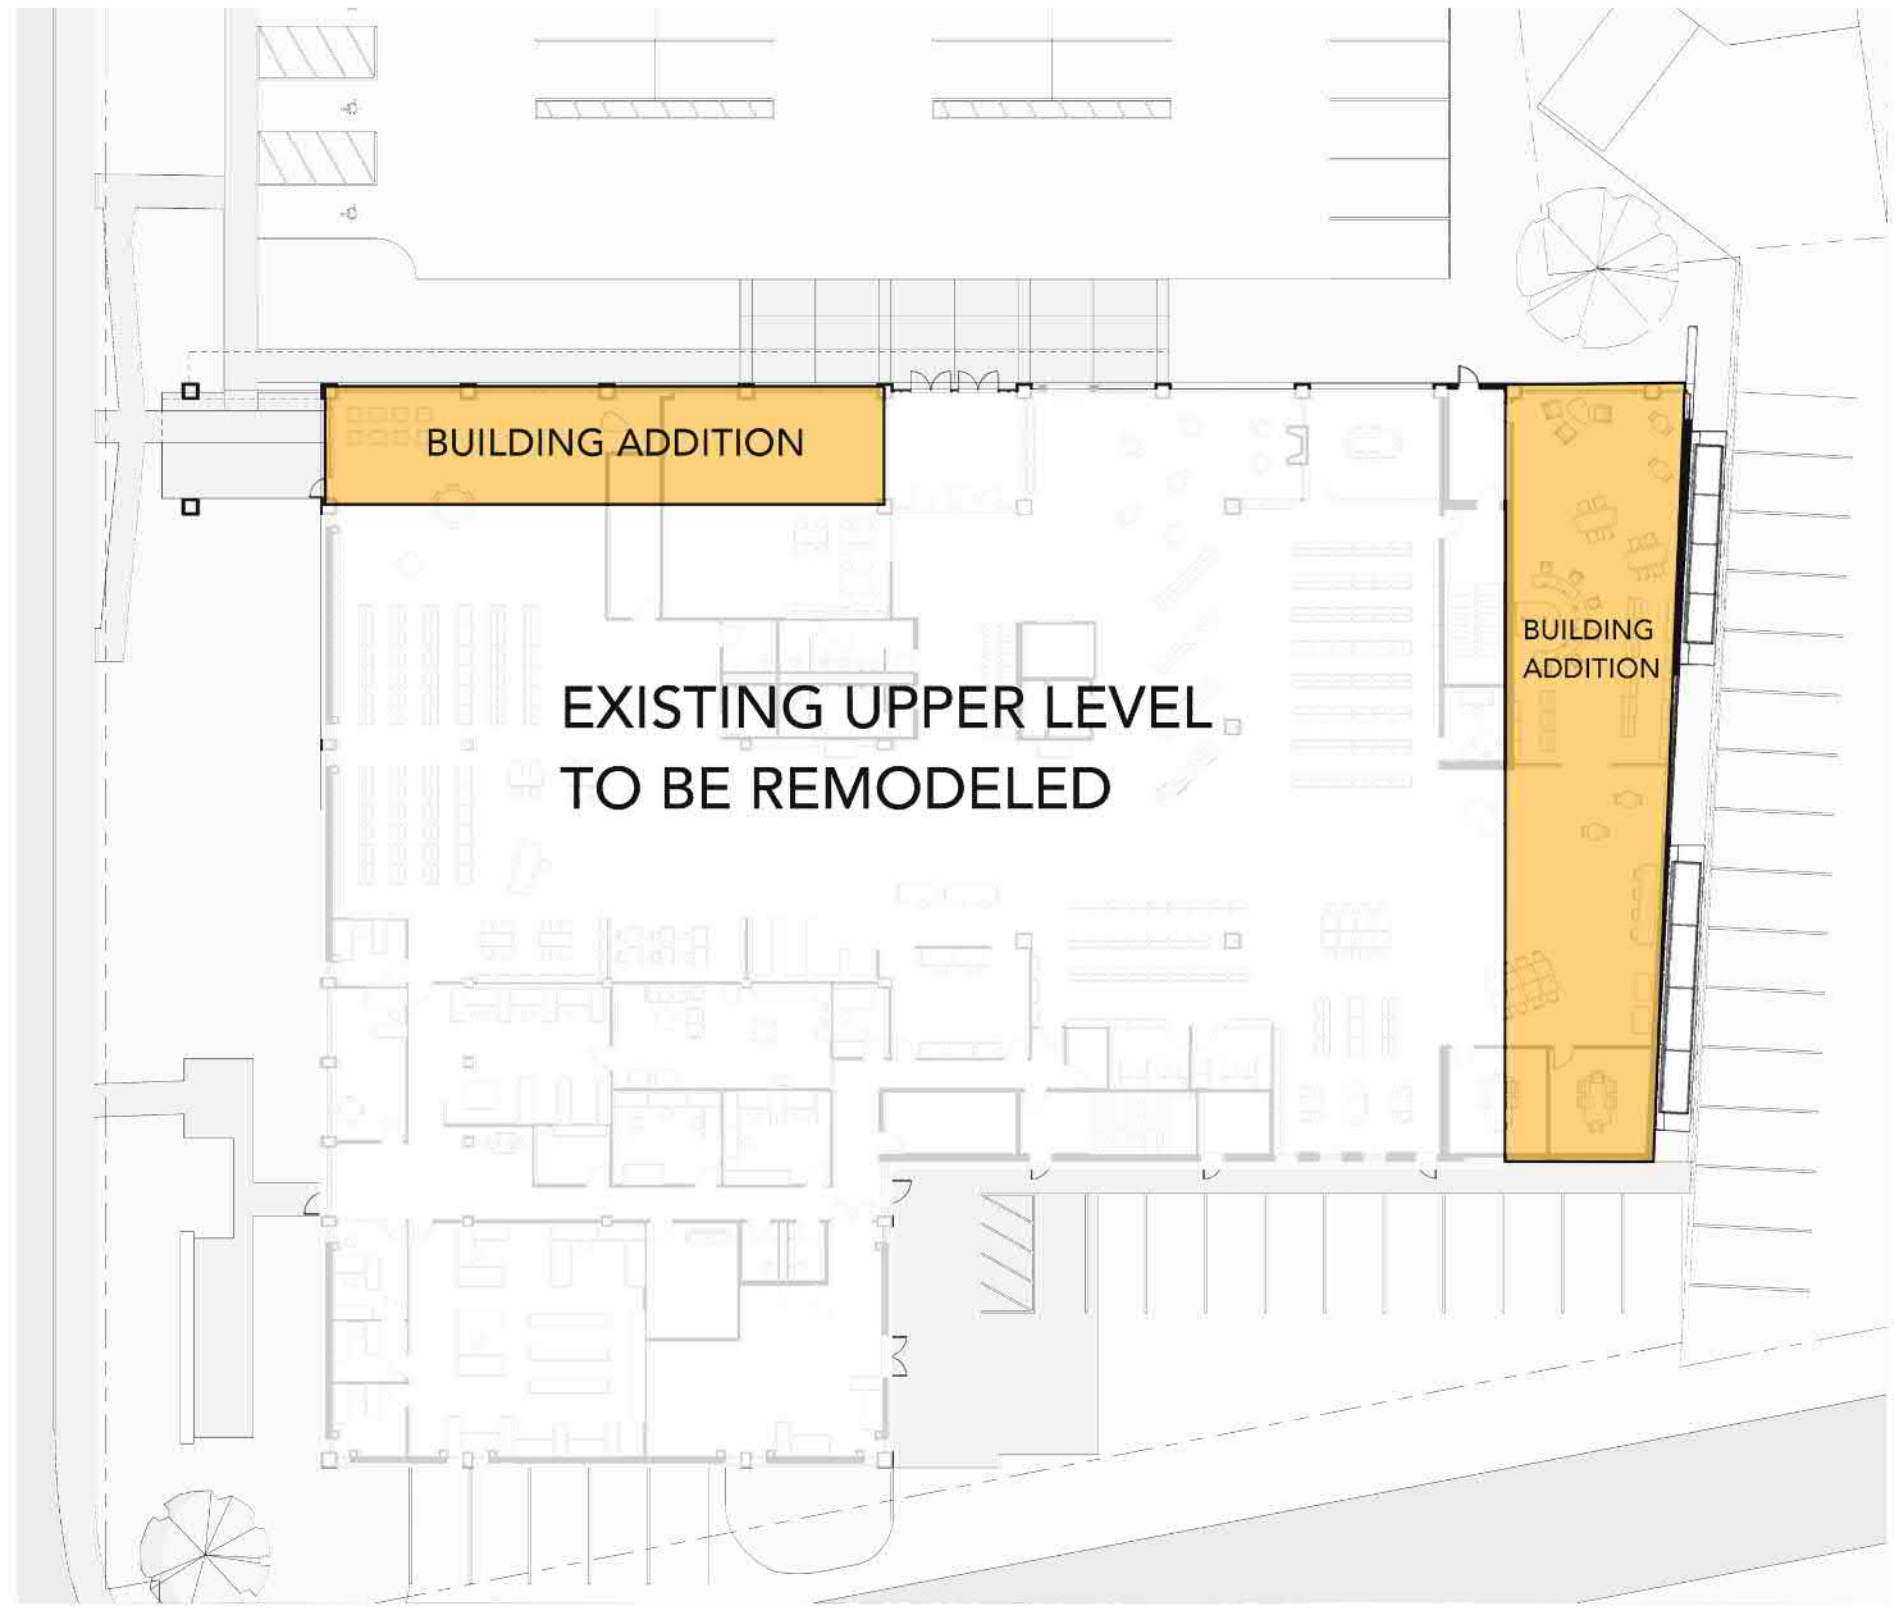 BUILDING ADDITION
BUILDING
ADDITION
EXISTING UPPER LEVEL
TO BE REMODELED